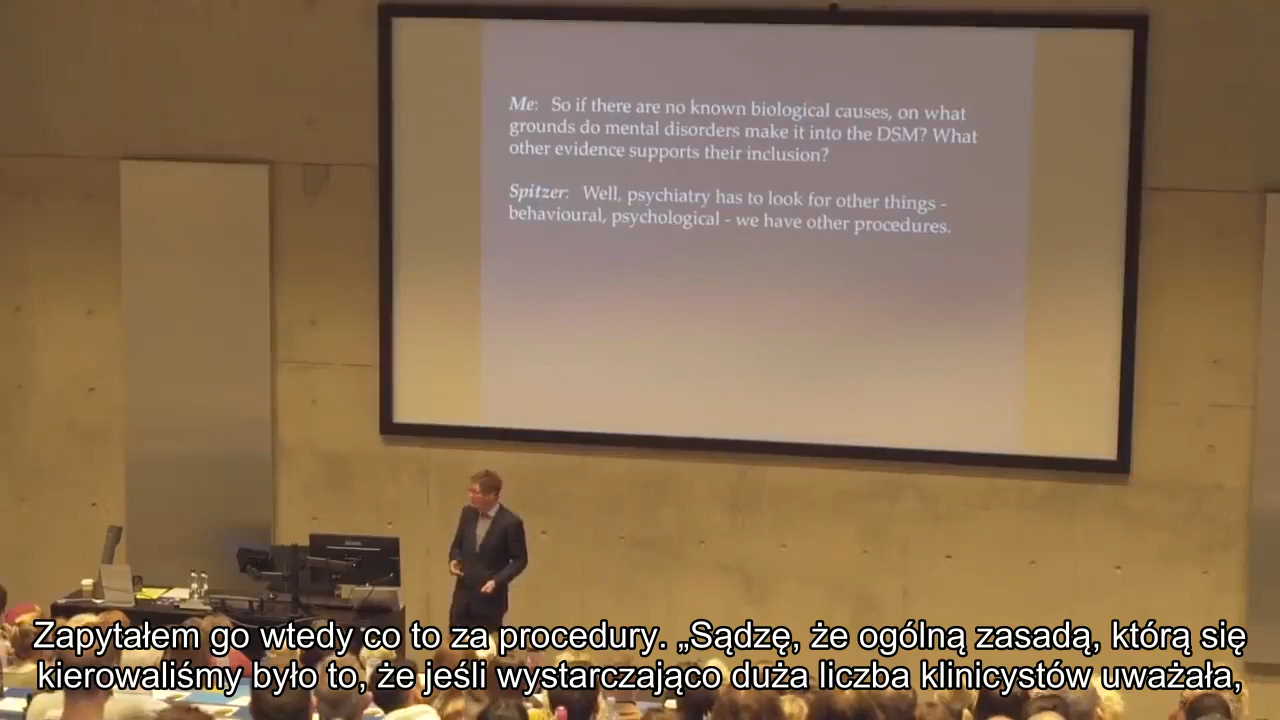 Me: So if there are no known biological causes, on what
grounds do mental disorders make it into the DSM? What
other evidence supports their inclusion?
Spitzer: Well, psychiatry has to look for other things -
behavioural, psychological - we have other procedures.
Zapytałem go wtedy co to za procedury. „Sądzę, że ogólną zasadą, którą się
kierowaliśmy było to, że jeśli wystarczająco duża liczba klinicystów uważała,